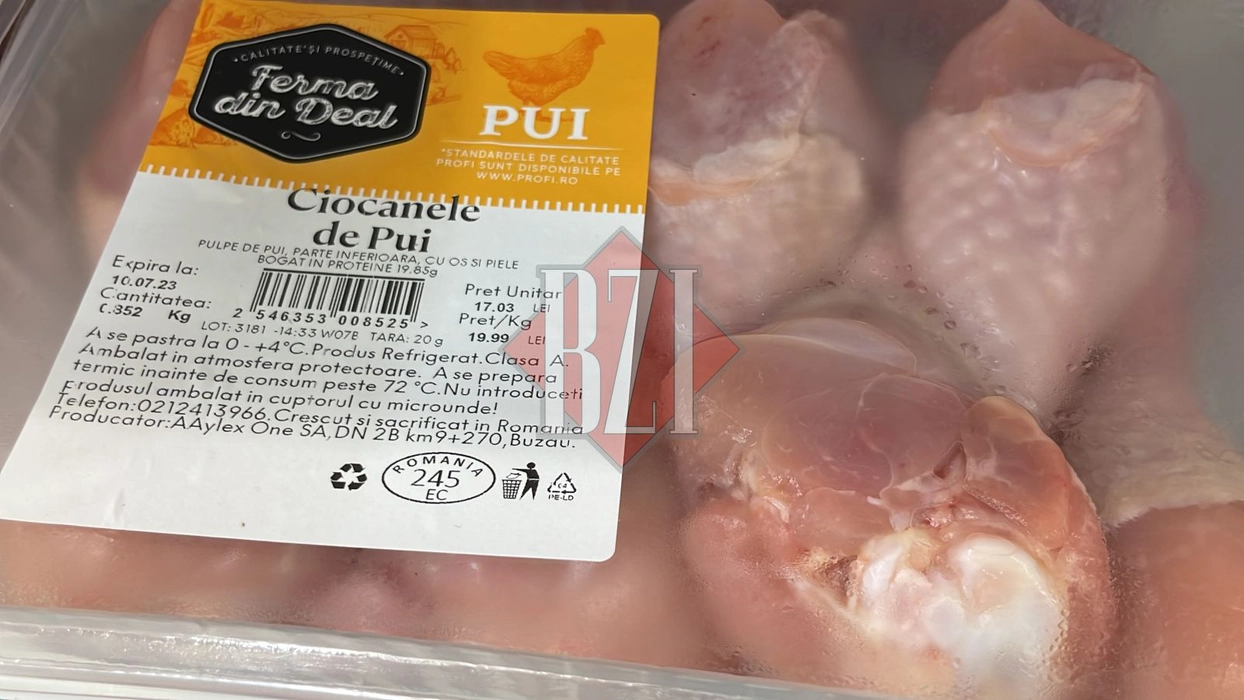 CALITATE ȘI PROSPEȚIME
Ferma
din Deal
PUI
*STANDARDELE DE CALITATE
PROFI SUNT DISPONIBILE PE
WWW.PROFI.RO
Ciocanele
de Pui
PULPE DE PUI, PARTE INFERIOARA, CU OS SI PIELE
BOGAT IN PROTEINE 19.85g
Expira la:
10.07.23
Cantitatea:
0.852 Kg
2 546353 008525 >
Pret Unitar
17.03 LEI
Pret/Kg
19.99 LEI
LOT: 3181 -14:33 W07B TARA: 20 g
A se pastra la 0 - +4°C.Produs Refrigerat.Clasa A.
Ambalat in atmosfera protectoare. A se prepara
termic inainte de consum peste 72 °C.Nu introduceti
Produsul ambalat in cuptorul cu microunde!
Telefon:0212413966.Crescut si sacrificat in Romania
Producator:AAylex One SA,DN 2B km9+270,Buzau.
ROMANIA
245
EC
04
PE-LD
BZI